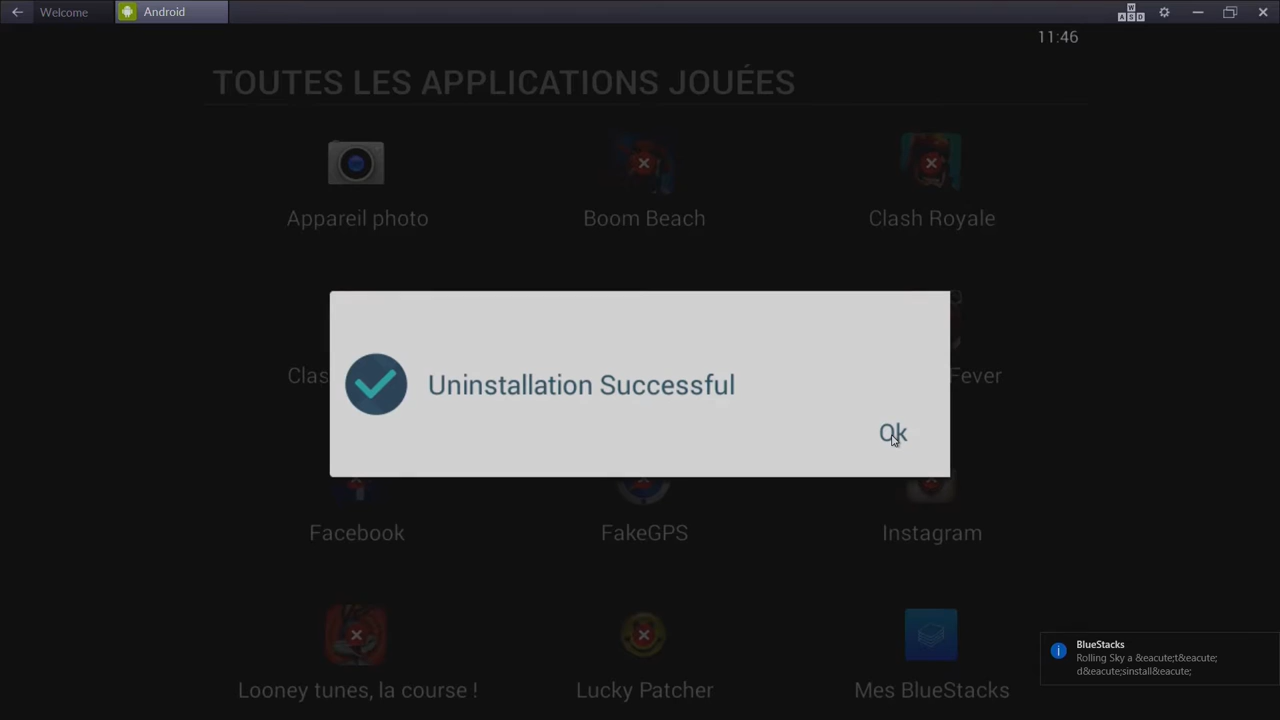 Welcome
Android
W
A S D
11:46
TOUTES LES APPLICATIONS JOUÉES
Appareil photo
Boom Beach
Clash Royale
Clas
Fever
Uninstallation Successful
Ok
Facebook
FakeGPS
Instagram
Looney tunes, la course !
Lucky Patcher
Mes BlueStacks
BlueStacks
Rolling Sky a &eacute;t&eacute;
d&eacute;sinstall&eacute;